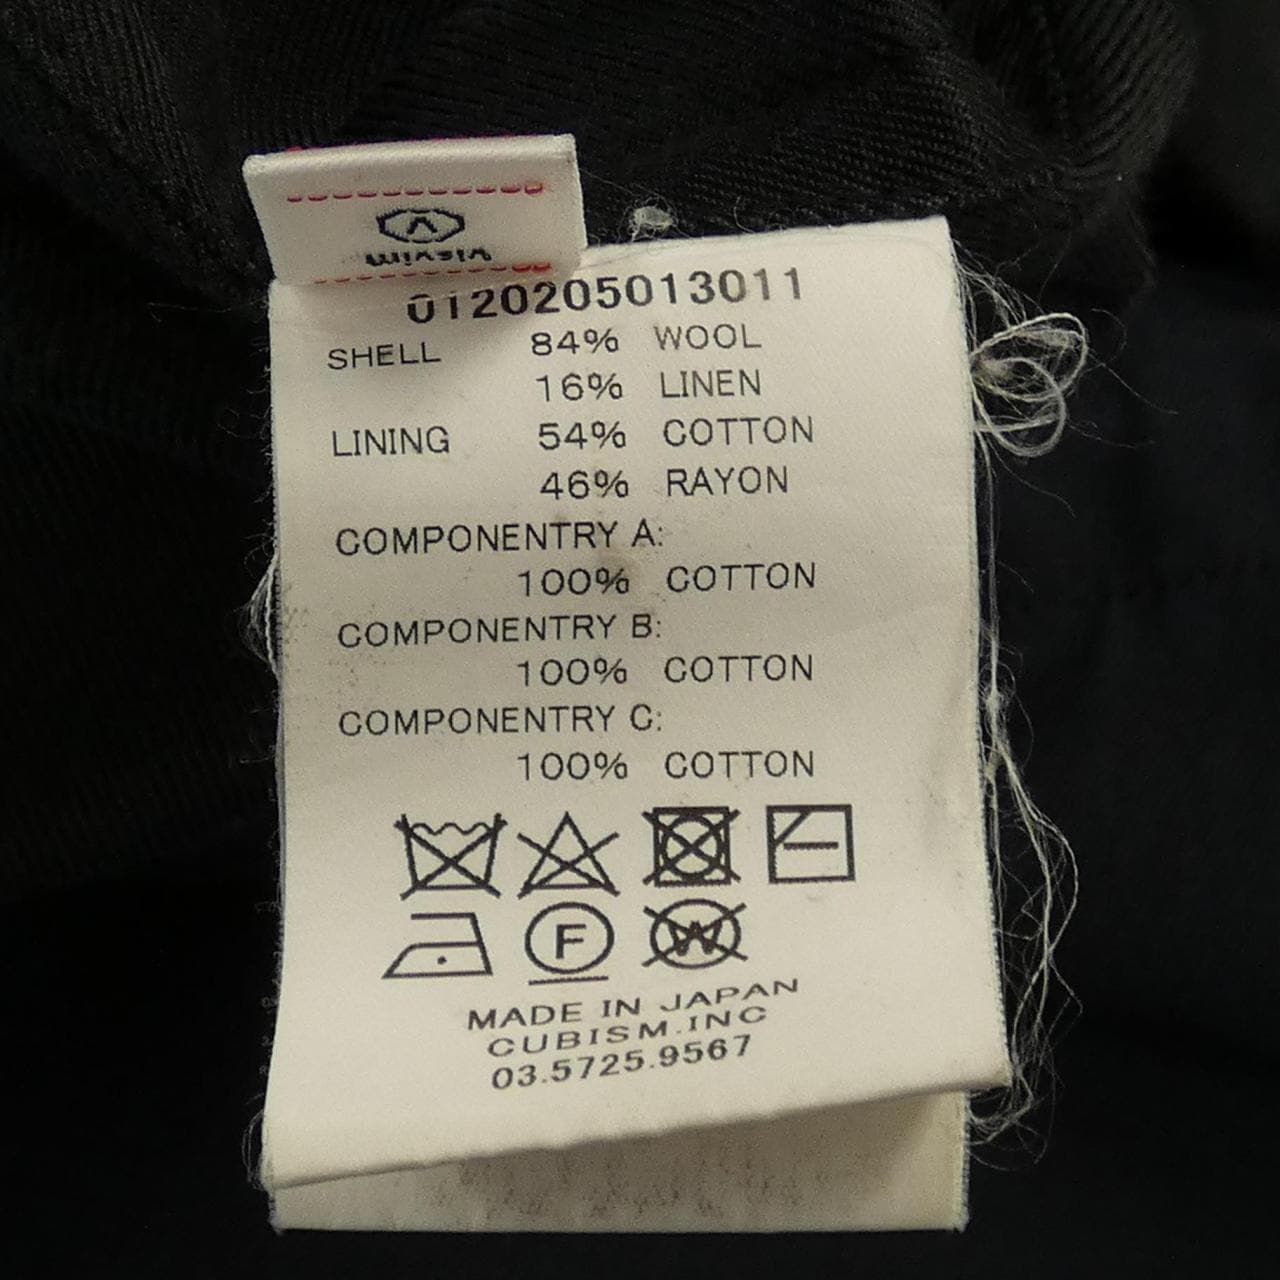 visvim
0120205013011
SHELL 84% WOOL
16% LINEN
LINING 54% COTTON
46% RAYON
COMPONENTRY A:
100% COTTON
COMPONENTRY B:
100% COTTON
COMPONENTRY C:
100% COTTON
F W
MADE IN JAPAN
CUBISM.INC
03.5725.9567